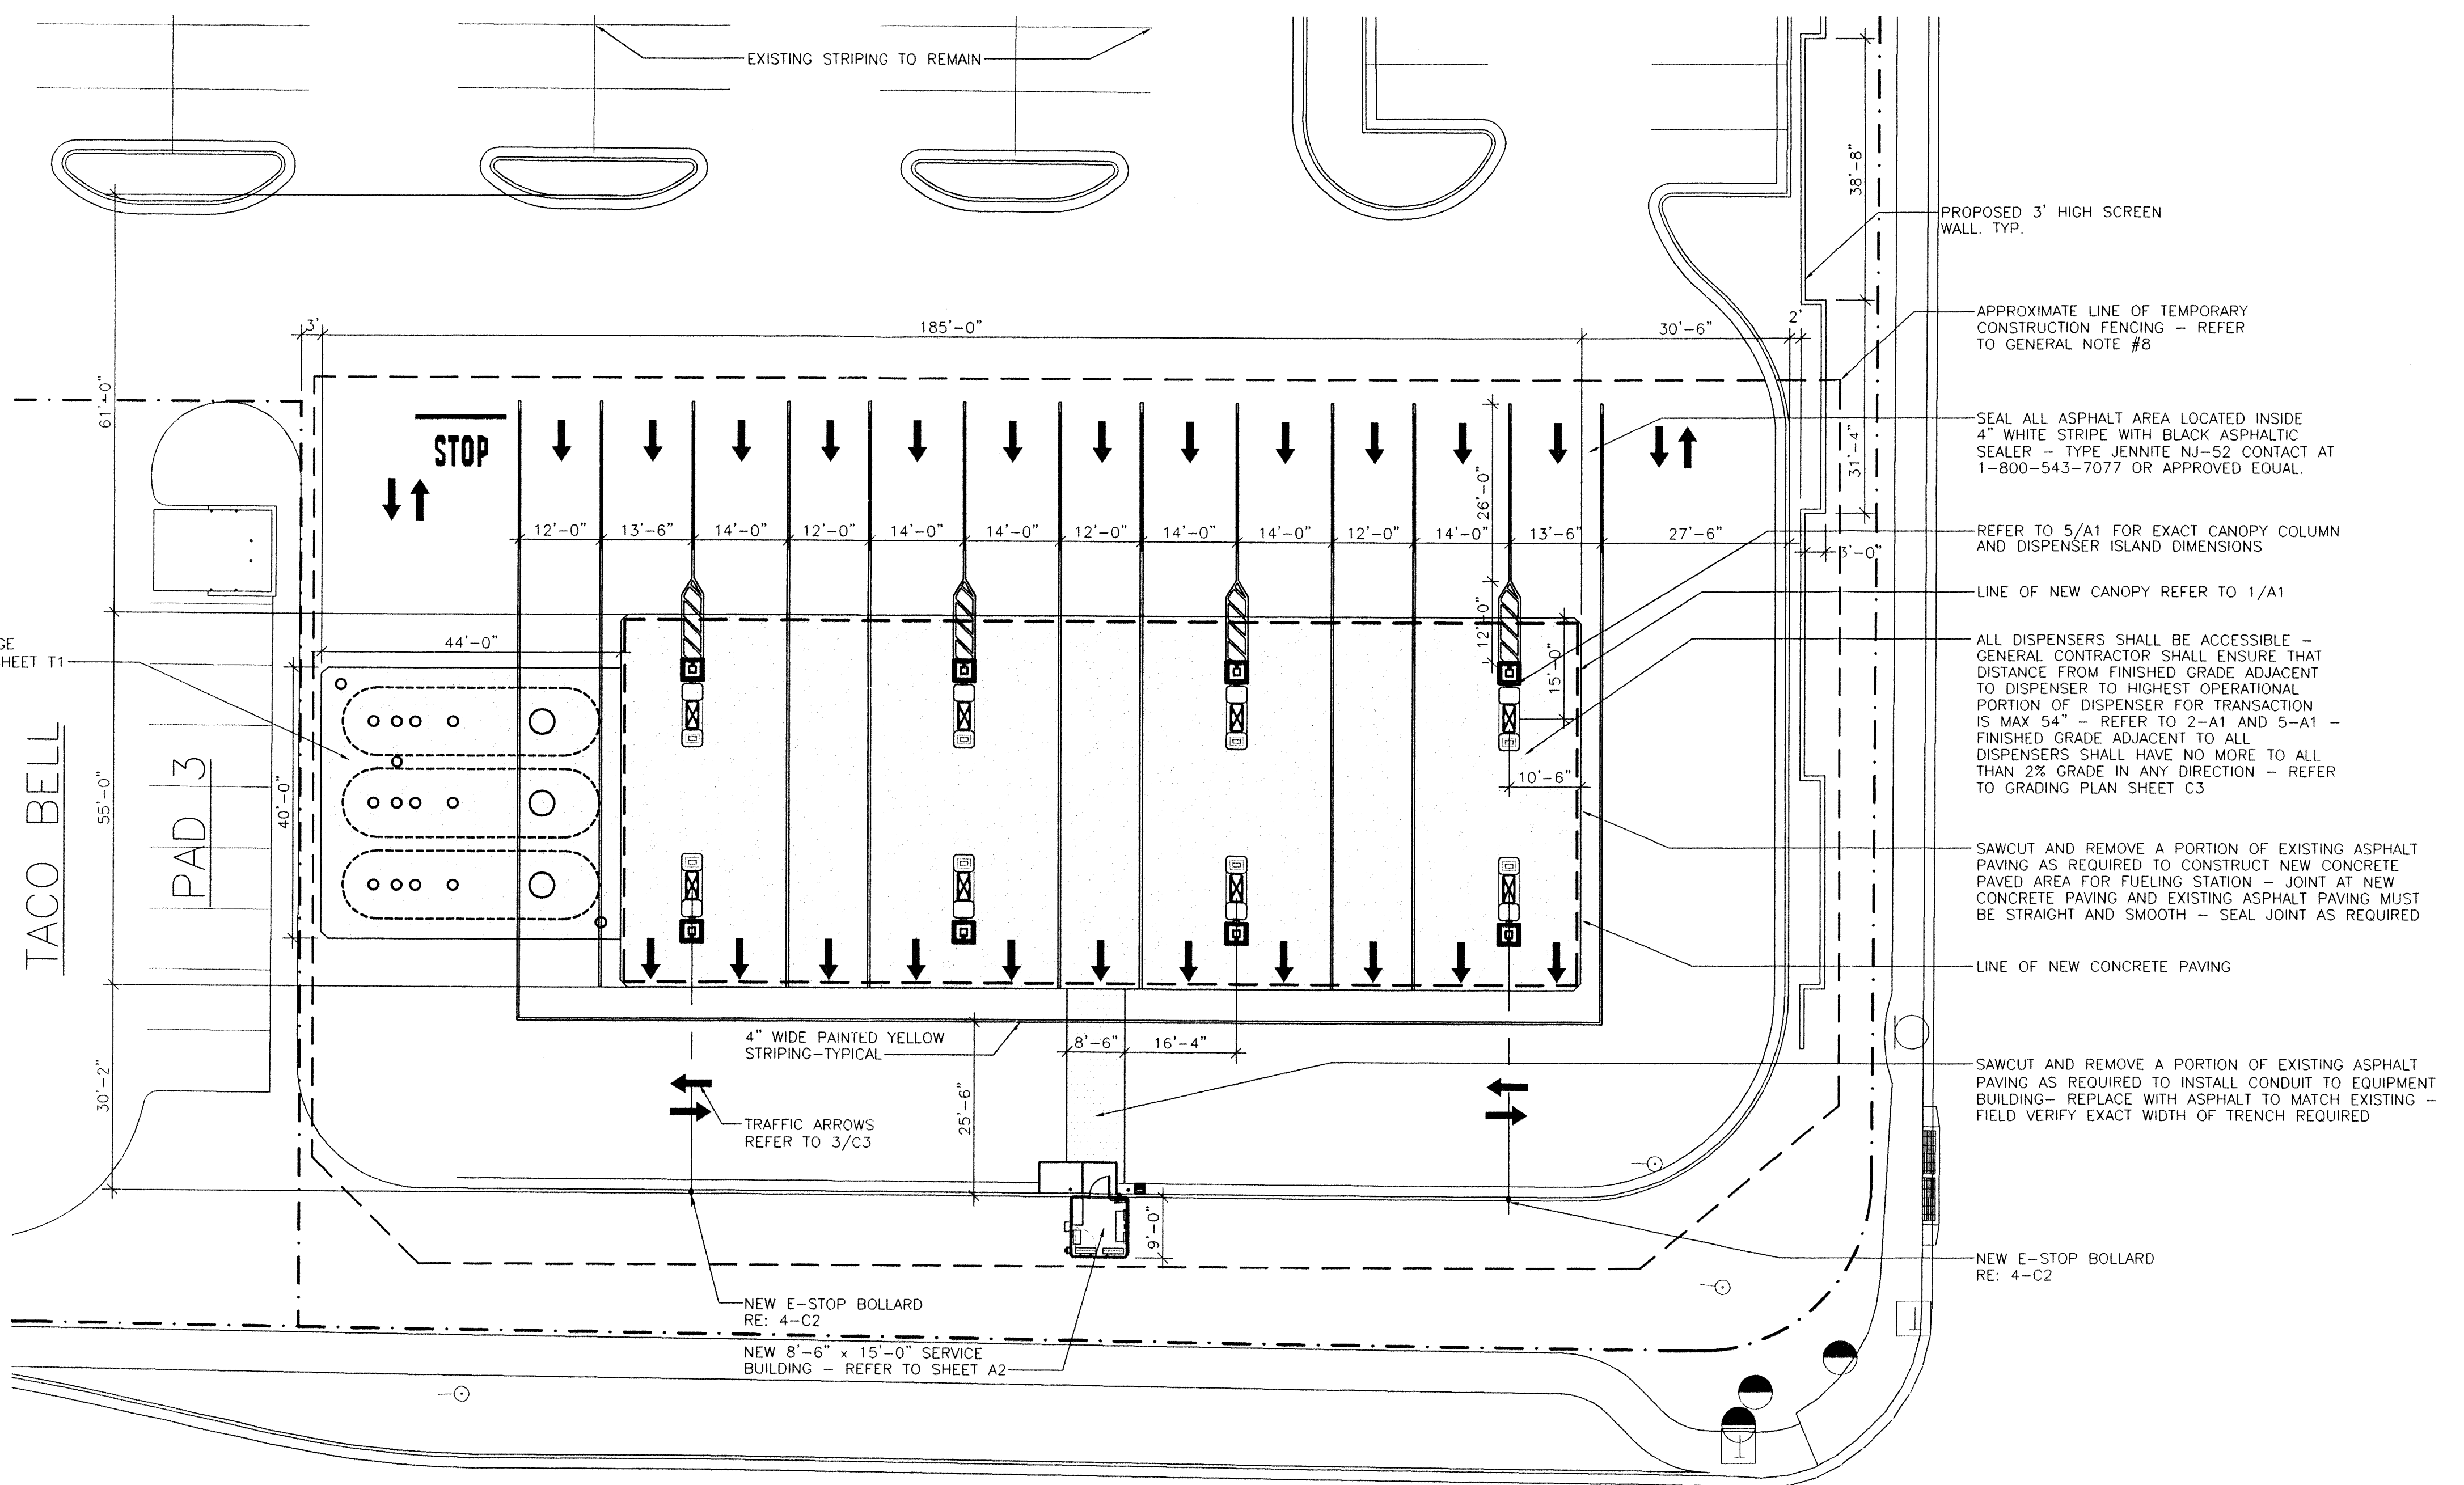 EXISTING STRIPING TO REMAIN
38'-8"
PROPOSED 3' HIGH SCREEN
WALL. TYP.
3'
185'-0"
30'-6"
2'
APPROXIMATE LINE OF TEMPORARY
CONSTRUCTION FENCING – REFER
TO GENERAL NOTE #8
61'-0"
STOP
31'-4"
SEAL ALL ASPHALT AREA LOCATED INSIDE
4" WHITE STRIPE WITH BLACK ASPHALTIC
SEALER – TYPE JENNITE NJ-52 CONTACT AT
1-800-543-7077 OR APPROVED EQUAL.
26'-0"
12'-0"
13'-6"
14'-0"
12'-0"
14'-0"
14'-0"
12'-0"
14'-0"
14'-0"
12'-0"
14'-0"
13'-6"
27'-6"
3'-0"
REFER TO 5/A1 FOR EXACT CANOPY COLUMN
AND DISPENSER ISLAND DIMENSIONS
LINE OF NEW CANOPY REFER TO 1/A1
12'-0"
15'-0"
44'-0"
GE
HEET T1
ALL DISPENSERS SHALL BE ACCESSIBLE –
GENERAL CONTRACTOR SHALL ENSURE THAT
DISTANCE FROM FINISHED GRADE ADJACENT
TO DISPENSER TO HIGHEST OPERATIONAL
PORTION OF DISPENSER FOR TRANSACTION
IS MAX 54" – REFER TO 2-A1 AND 5-A1 –
FINISHED GRADE ADJACENT TO ALL
DISPENSERS SHALL HAVE NO MORE TO ALL
THAN 2% GRADE IN ANY DIRECTION – REFER
TO GRADING PLAN SHEET C3
TACO BELL
PAD 3
55'-0"
40'-0"
10'-6"
SAWCUT AND REMOVE A PORTION OF EXISTING ASPHALT
PAVING AS REQUIRED TO CONSTRUCT NEW CONCRETE
PAVED AREA FOR FUELING STATION – JOINT AT NEW
CONCRETE PAVING AND EXISTING ASPHALT PAVING MUST
BE STRAIGHT AND SMOOTH – SEAL JOINT AS REQUIRED
LINE OF NEW CONCRETE PAVING
4" WIDE PAINTED YELLOW
STRIPING-TYPICAL
8'-6"
16'-4"
30'-2"
25'-6"
SAWCUT AND REMOVE A PORTION OF EXISTING ASPHALT
PAVING AS REQUIRED TO INSTALL CONDUIT TO EQUIPMENT
BUILDING– REPLACE WITH ASPHALT TO MATCH EXISTING –
FIELD VERIFY EXACT WIDTH OF TRENCH REQUIRED
TRAFFIC ARROWS
REFER TO 3/C3
9'-0"
NEW E-STOP BOLLARD
RE: 4-C2
NEW E-STOP BOLLARD
RE: 4-C2
NEW 8'-6" x 15'-0" SERVICE
BUILDING – REFER TO SHEET A2